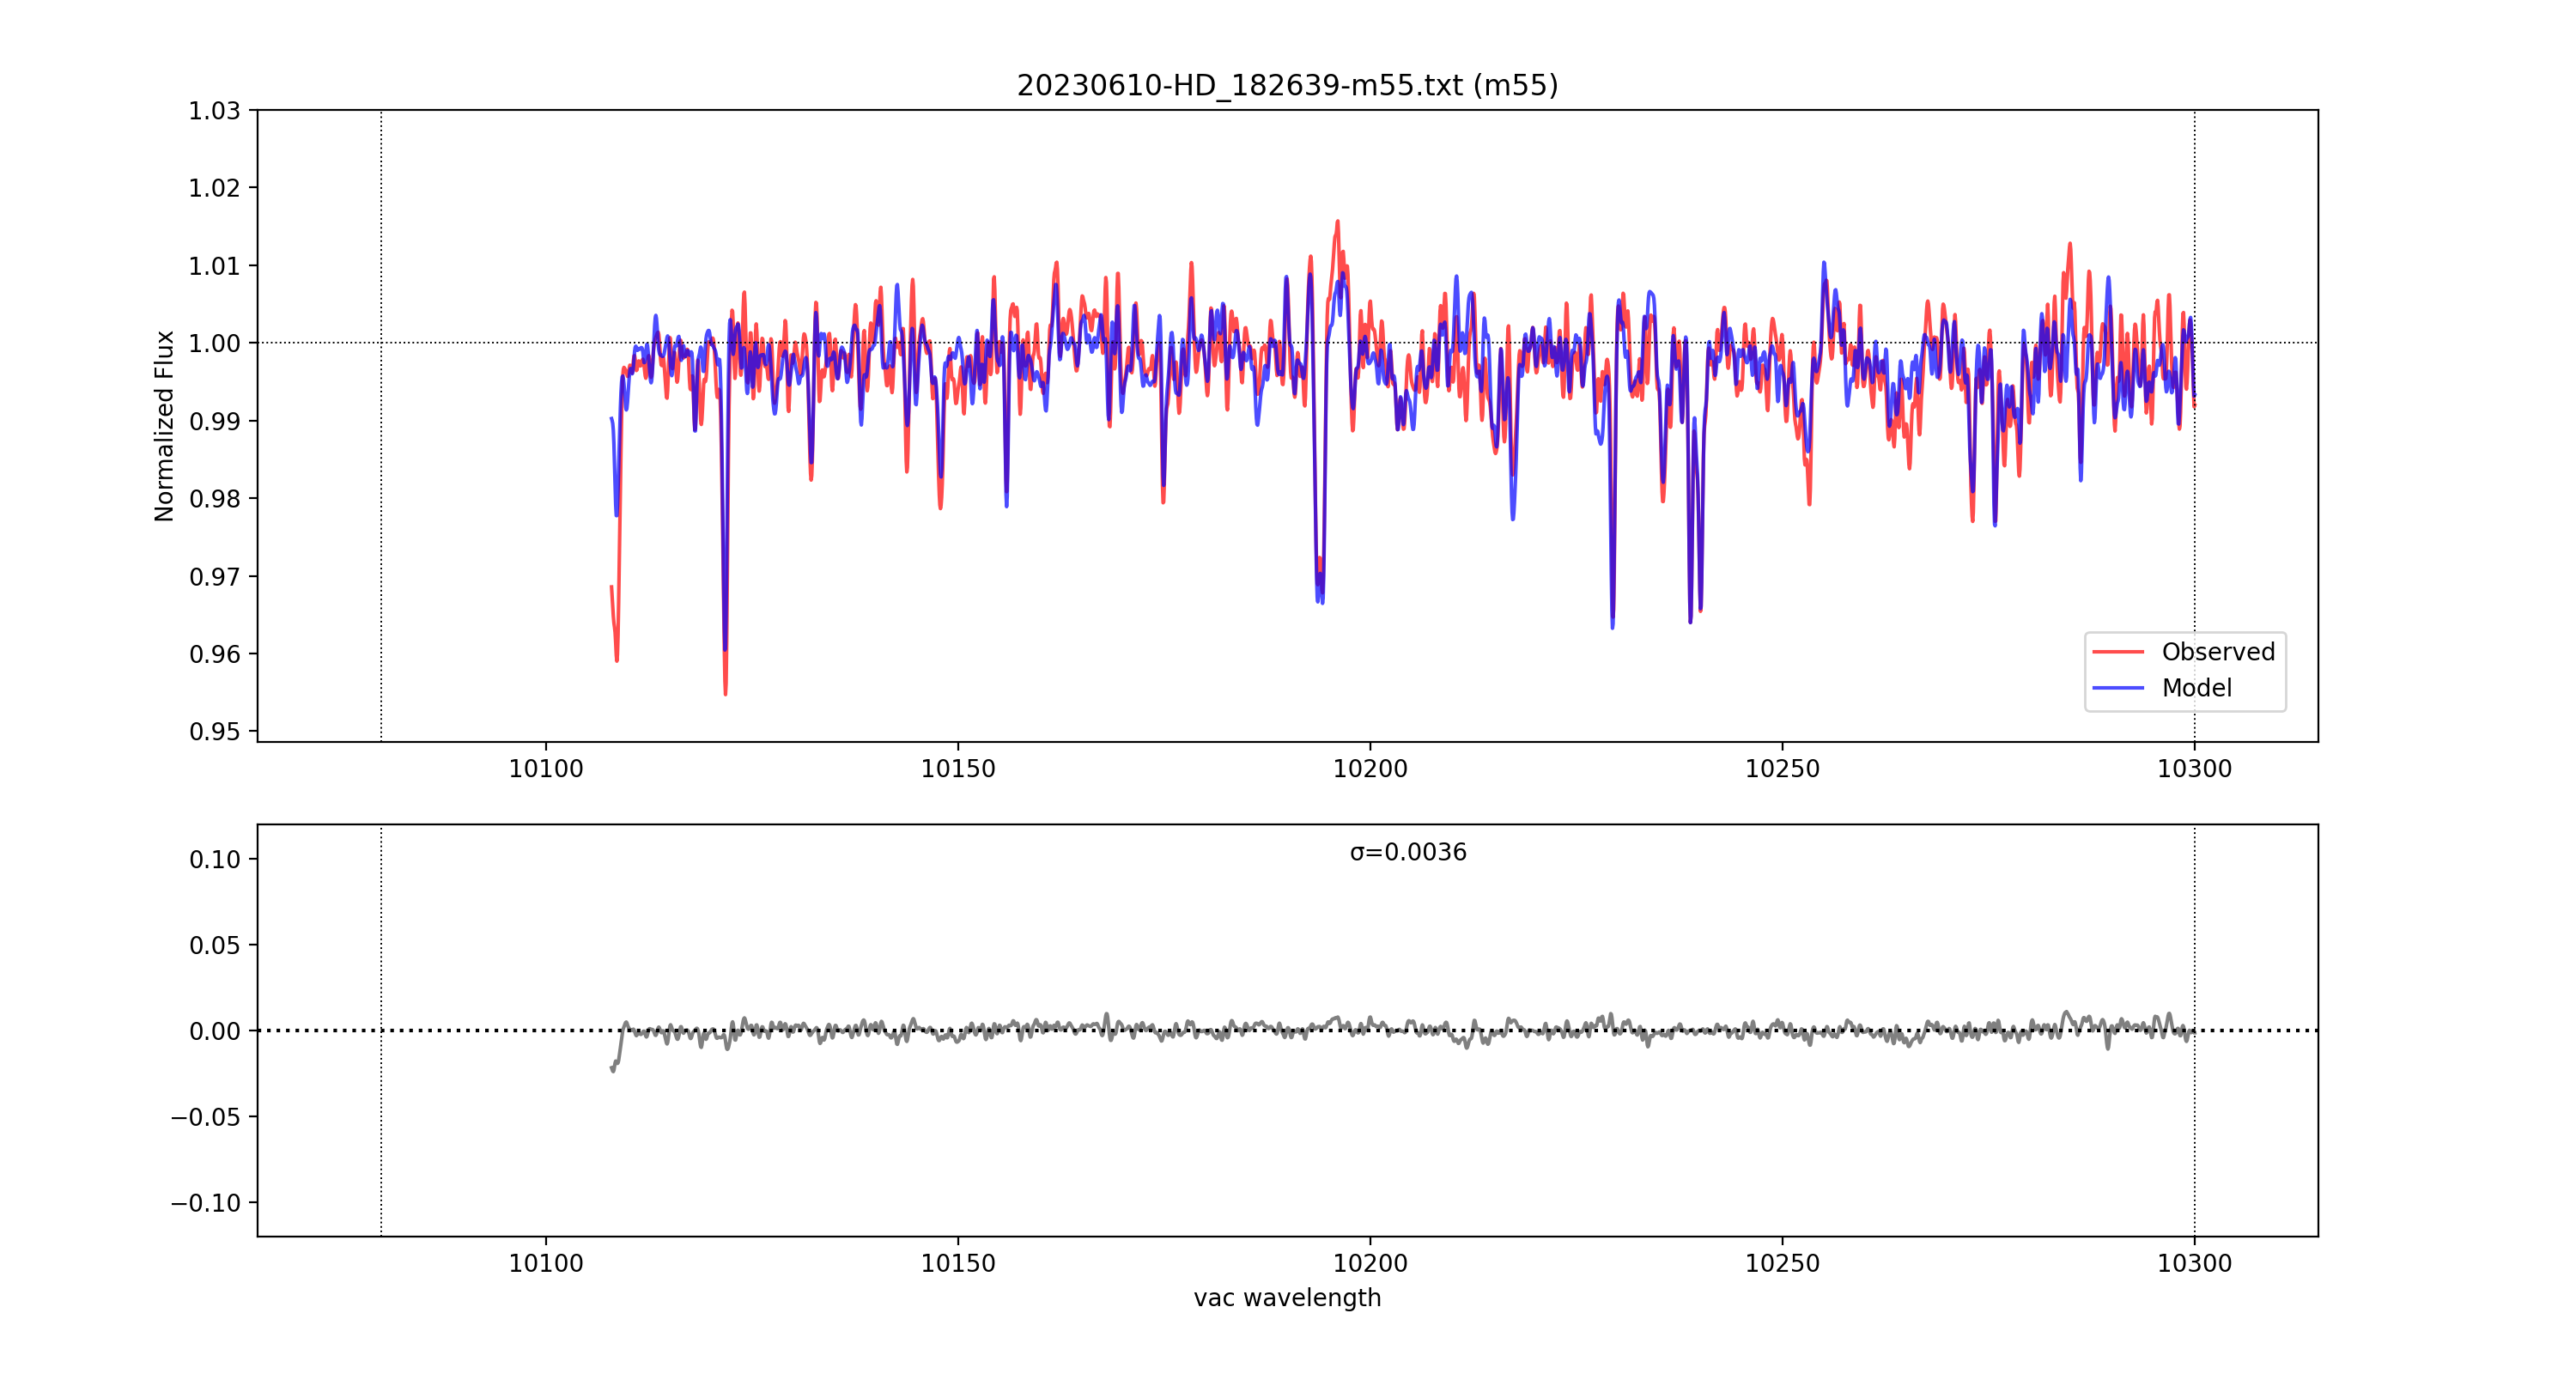 20230610-HD_182639-m55.txt (m55)
1.03
1.02
1.01
1.00
0.99
0.98
0.97
0.96
0.95
Normalized Flux
Observed
Model
10100 10150 10200 10250 10300
σ=0.0036
0.10
0.05
0.00
−0.05
−0.10
10100 10150 10200 10250 10300
vac wavelength